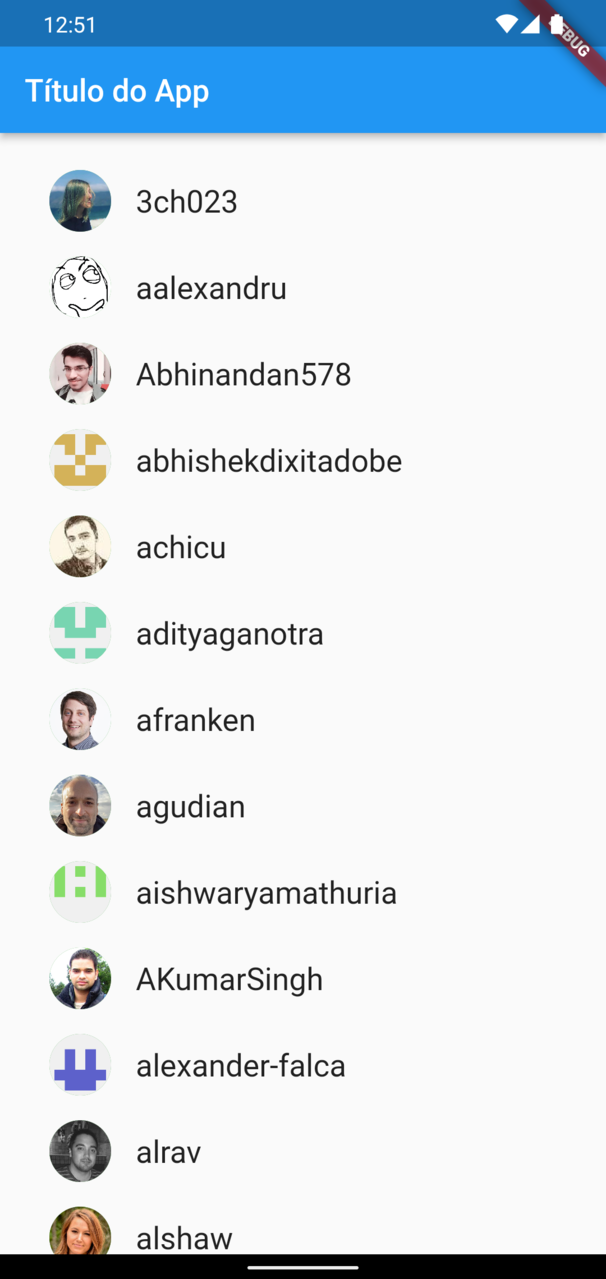 12:51
Título do App
3ch023
aalexandru
Abhinandan578
abhishekdixitadobe
achicu
adityaganotra
afranken
agudian
aishwaryamathuria
AKumarSingh
alexander-falca
alrav
alshaw